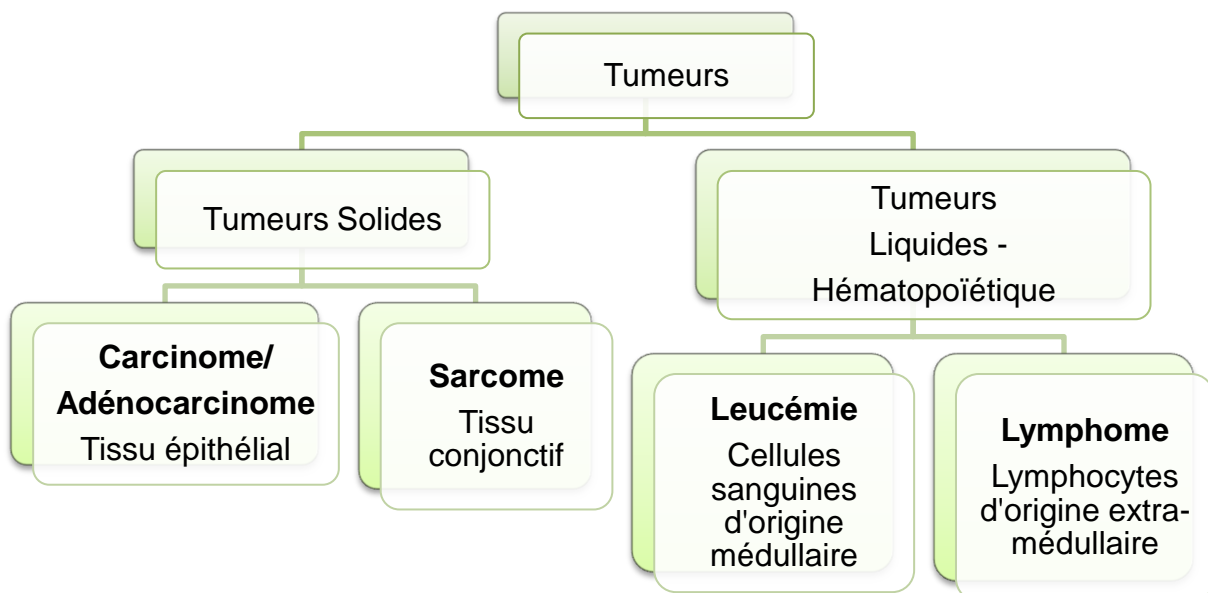 Tumeurs
Tumeurs Solides
Tumeurs
Liquides -
Hématopoïétique
Carcinome/
Adénocarcinome
Tissu épithélial
Sarcome
Tissu
conjonctif
Leucémie
Cellules
sanguines
d'origine
médullaire
Lymphome
Lymphocytes
d'origine extra-
médullaire